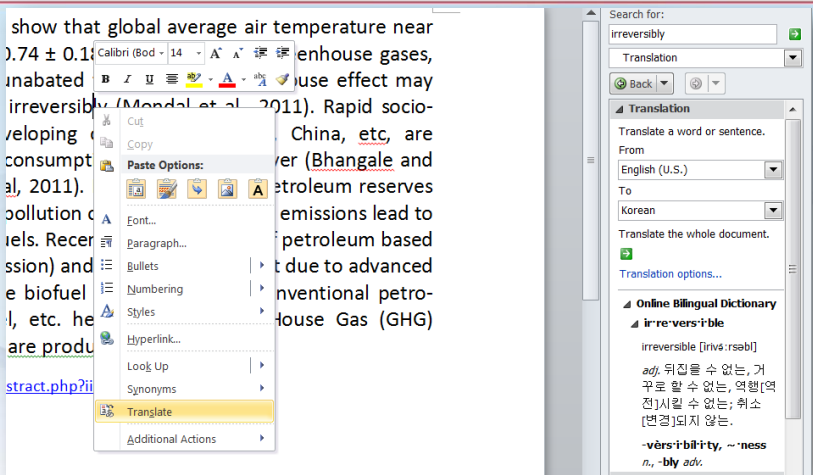 show that global average air temperature near
0.74 ± 0.18
enhouse gases,
unabated
ouse effect may
irreversibly (Mondal et al., 2011). Rapid socio-
China, etc, are
consumpt
ver (Bhangale and
al, 2011).
etroleum reserves
pollution
emissions lead to
uels. Recen
petroleum based
ssion) and
t due to advanced
e biofuel
nventional petro-
l, etc. he
House Gas (GHG)
are produ
stract.php?ii
Calibri (Bod
14
B I U
Cut
Copy
Paste Options:
Font...
Paragraph...
Bullets
Numbering
Styles
Hyperlink...
Look Up
Synonyms
Translate
Additional Actions
Search for:
irreversibly
Translation
Back
Translation
Translate a word or sentence.
From
English (U.S.)
To
Korean
Translate the whole document.
Translation options...
Online Bilingual Dictionary
ir·re·vers·i·ble
irreversible [irivə́ːrsəbl]
adj. 뒤집을 수 없는, 거
꾸로 할 수 없는, 역행[역
전]시킬 수 없는; 취소
[변경]되지 않는.
-vèrs·i·bíl·i·ty, ~·ness
n., -bly adv.